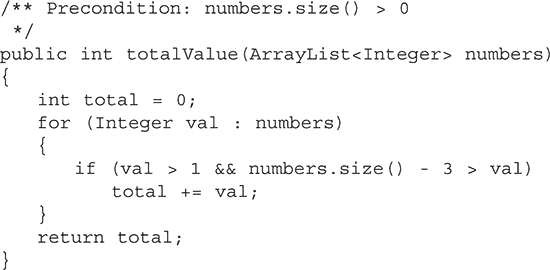 /** Precondition: numbers.size() > 0
 */
public int totalValue(ArrayList<Integer> numbers)
{
   int total = 0;
   for (Integer val : numbers)
   {
      if (val > 1 && numbers.size() - 3 > val)
         total += val;
   }
   return total;
}